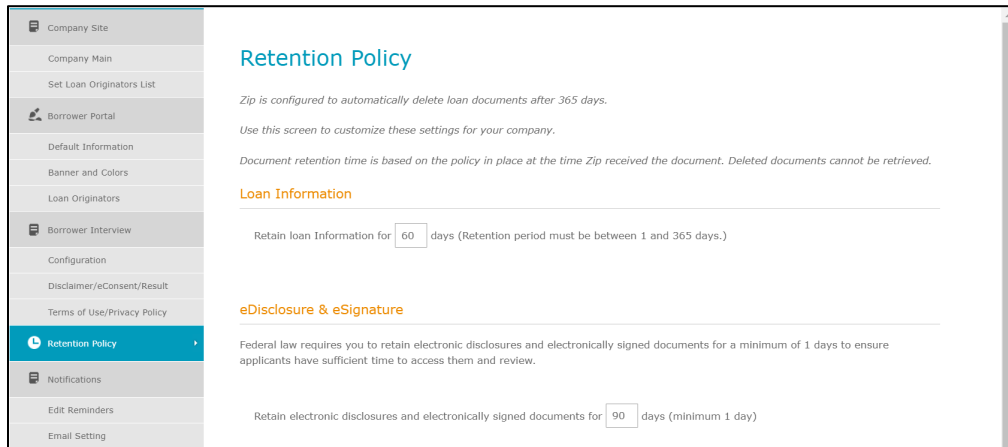 Company Site
Company Main
Set Loan Originators List
Borrower Portal
Default Information
Banner and Colors
Loan Originators
Borrower Interview
Configuration
Disclaimer/eConsent/Result
Terms of Use/Privacy Policy
Retention Policy
Notifications
Edit Reminders
Email Setting
Retention Policy
Zip is configured to automatically delete loan documents after 365 days.
Use this screen to customize these settings for your company.
Document retention time is based on the policy in place at the time Zip received the document. Deleted documents cannot be retrieved.
Loan Information
Retain loan Information for 60 days (Retention period must be between 1 and 365 days.)
eDisclosure & eSignature
Federal law requires you to retain electronic disclosures and electronically signed documents for a minimum of 1 days to ensure
applicants have sufficient time to access them and review.
Retain electronic disclosures and electronically signed documents for 90 days (minimum 1 day)